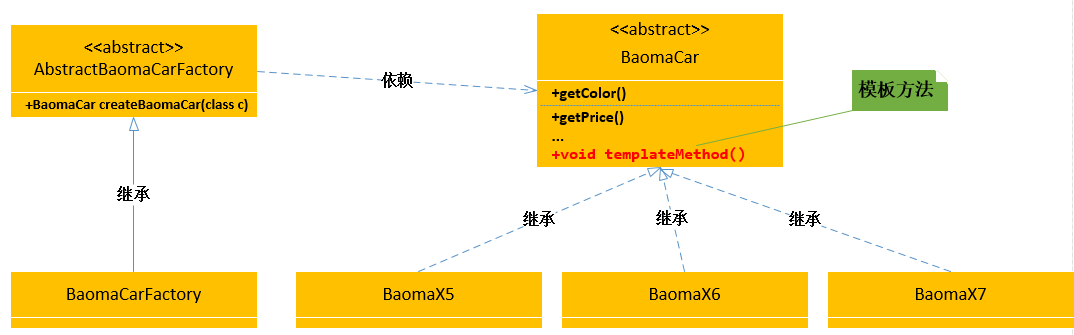 <<abstract>>
AbstractBaomaCarFactory
+BaomaCar createBaomaCar(class c)
依赖
<<abstract>>
BaomaCar
+getColor()
+getPrice()
...
+void templateMethod()
模板方法
继承
继承
继承
继承
BaomaCarFactory
BaomaX5
BaomaX6
BaomaX7